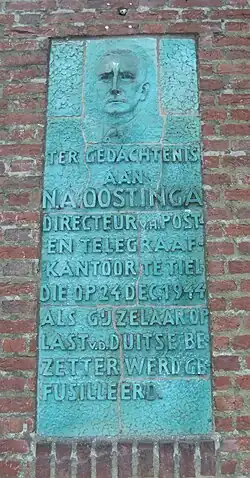 TER GEDACHTENIS
AAN
N.A. OOSTINGA
DIRECTEUR V.H. POST-
EN TELEGRAAF-
KANTOOR TE TIEL
DIE OP 24 DEC. 1944
ALS GIJZELAAR OP
LAST V.D. DUITSE BE
ZETTER WERD GE
FUSILLEERD.